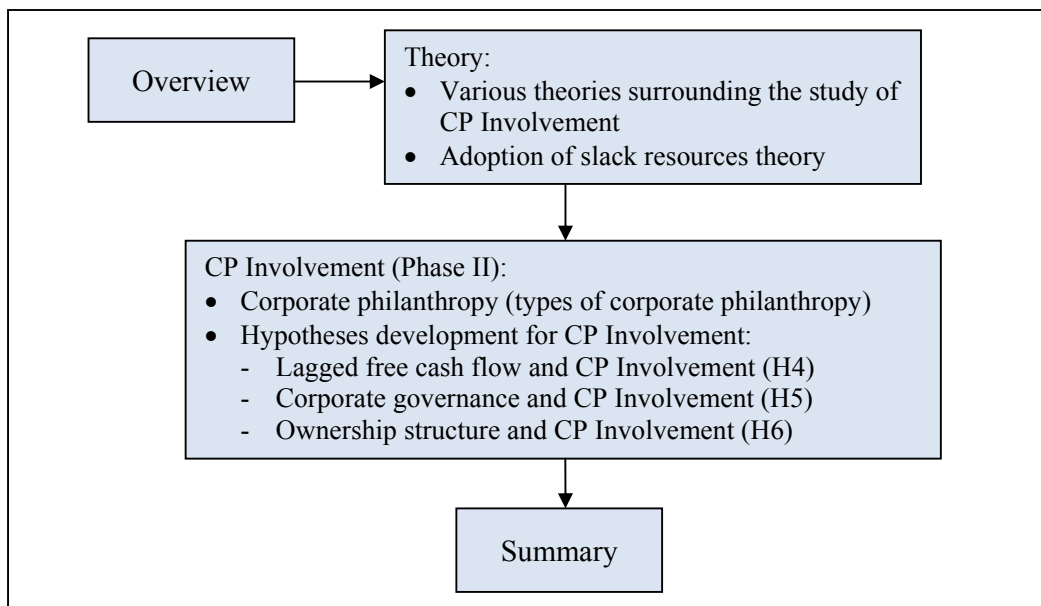 Overview
Theory:
• Various theories surrounding the study of
CP Involvement
• Adoption of slack resources theory
CP Involvement (Phase II):
• Corporate philanthropy (types of corporate philanthropy)
• Hypotheses development for CP Involvement:
- Lagged free cash flow and CP Involvement (H4)
- Corporate governance and CP Involvement (H5)
- Ownership structure and CP Involvement (H6)
Summary